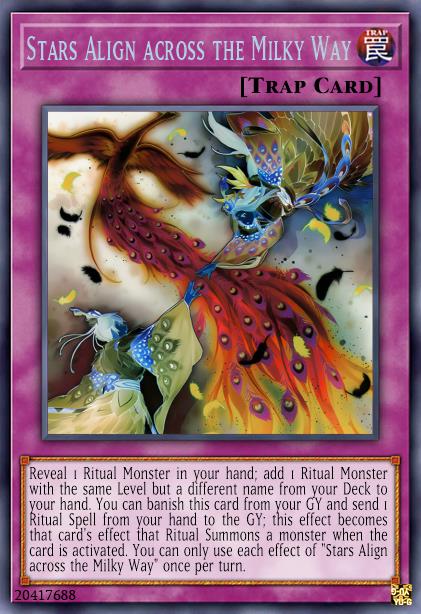 Stars Align across the Milky Way
TRAP
罠
[Trap Card]
Reveal 1 Ritual Monster in your hand; add 1 Ritual Monster
with the same Level but a different name from your Deck to
your hand. You can banish this card from your GY and send 1
Ritual Spell from your hand to the GY; this effect becomes
that card's effect that Ritual Summons a monster when the
card is activated. You can only use each effect of "Stars Align
across the Milky Way" once per turn.
20417688